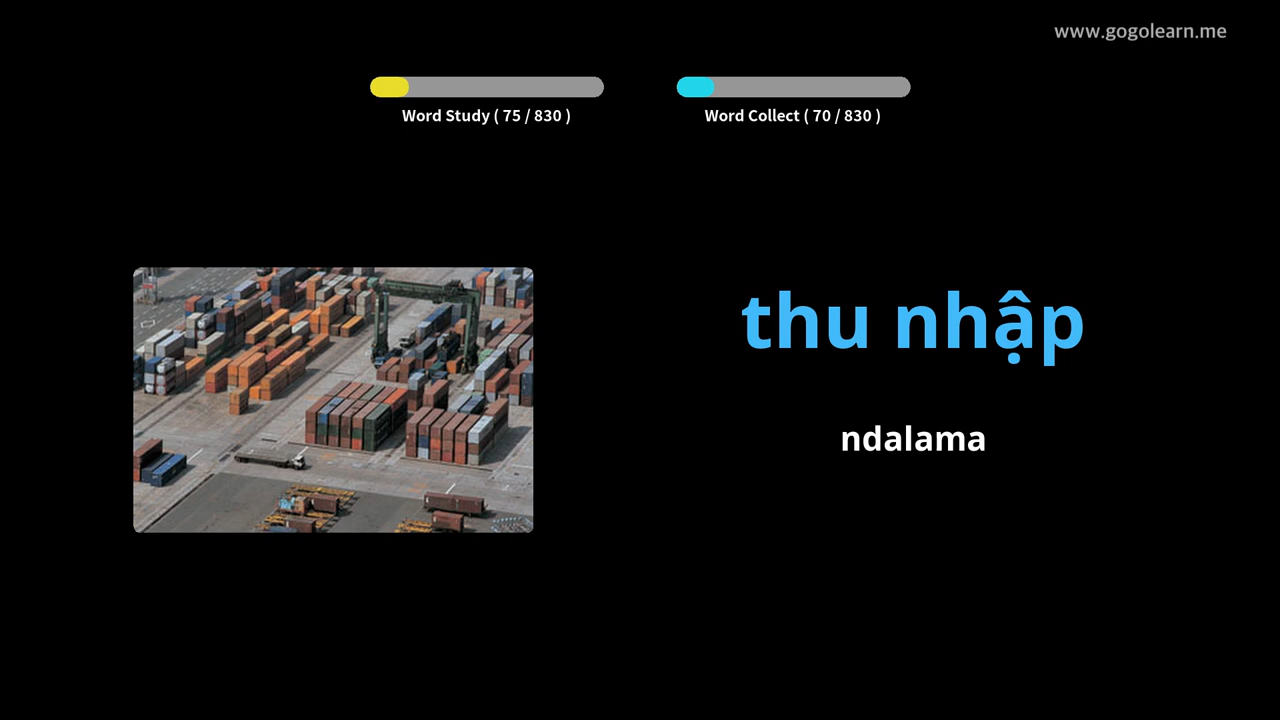 www.gogolearn.me
Word Study ( 75 / 830 )
Word Collect ( 70 / 830 )
thu nhập
ndalama